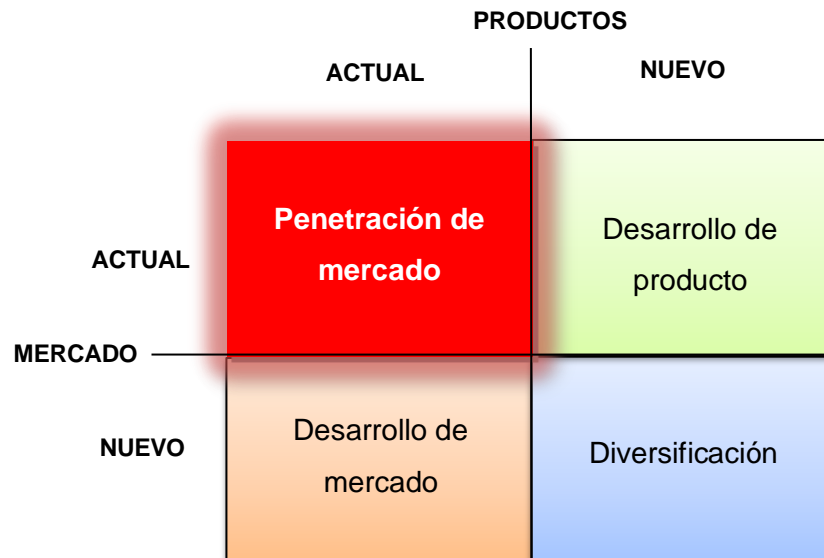 PRODUCTOS
ACTUAL
NUEVO
Penetración de
mercado
Desarrollo de
producto
ACTUAL
MERCADO
Desarrollo de
mercado
NUEVO
Diversificación